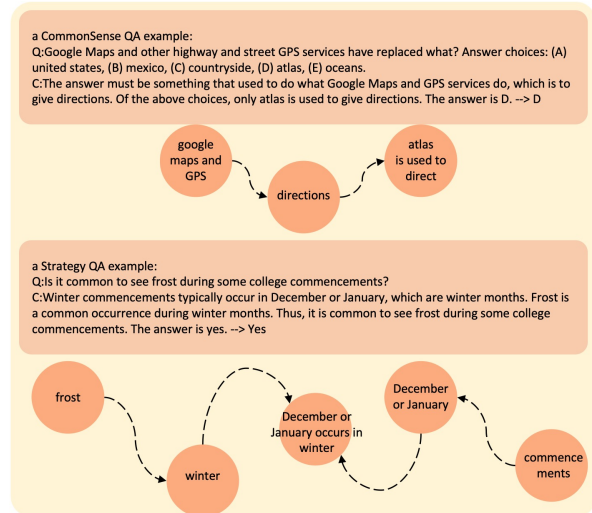 a CommonSense QA example:
Q:Google Maps and other highway and street GPS services have replaced what? Answer choices: (A)
united states, (B) mexico, (C) countryside, (D) atlas, (E) oceans.
C:The answer must be something that used to do what Google Maps and GPS services do, which is to
give directions. Of the above choices, only atlas is used to give directions. The answer is D. --> D
google
maps and
GPS
directions
atlas
is used to
direct
a Strategy QA example:
Q:Is it common to see frost during some college commencements?
C:Winter commencements typically occur in December or January, which are winter months. Frost is
a common occurrence during winter months. Thus, it is common to see frost during some college
commencements. The answer is yes. --> Yes
frost
winter
December or
January occurs in
winter
December
or January
commence
ments